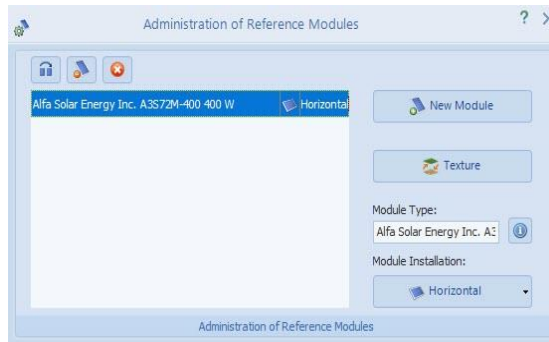 Administration of Reference Modules
?
Alfa Solar Energy Inc. A3S72M-400 400 W Horizontal
New Module
Texture
Module Type:
Alfa Solar Energy Inc. A3
Module Installation:
Horizontal
Administration of Reference Modules